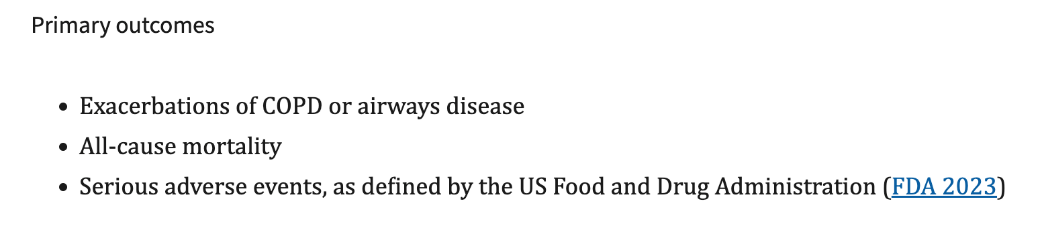 Primary outcomes
• Exacerbations of COPD or airways disease
• All-cause mortality
• Serious adverse events, as defined by the US Food and Drug Administration (FDA 2023)